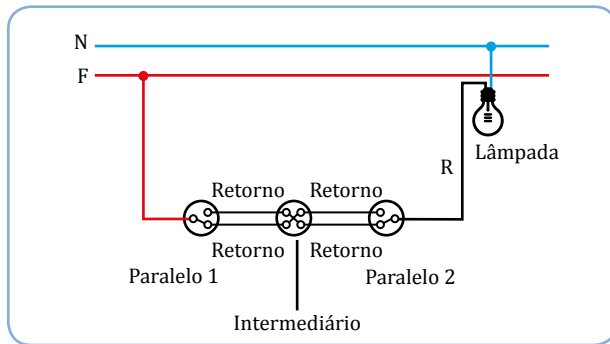 N
F
Lâmpada
R
Retorno Retorno
Retorno Retorno
Paralelo 1 Paralelo 2
Intermediário